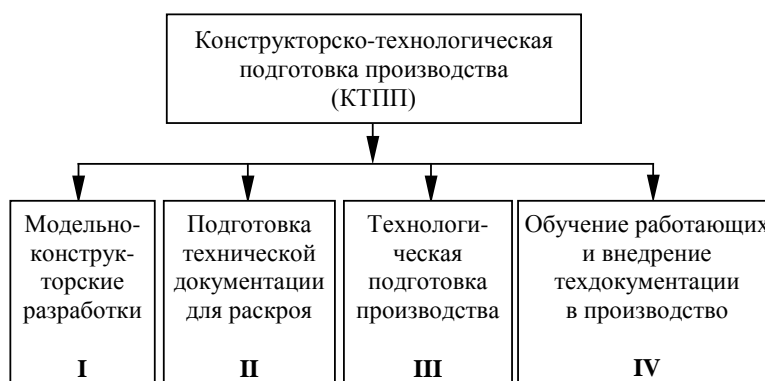 Конструкторско-технологическая
подготовка производства
(КТПП)
Модельно-
конструк-
торские
разработки
I
Подготовка
технической
документации
для раскроя
II
Технологи-
ческая
подготовка
производства
III
Обучение работающих
и внедрение
техдокументации
в производство
IV